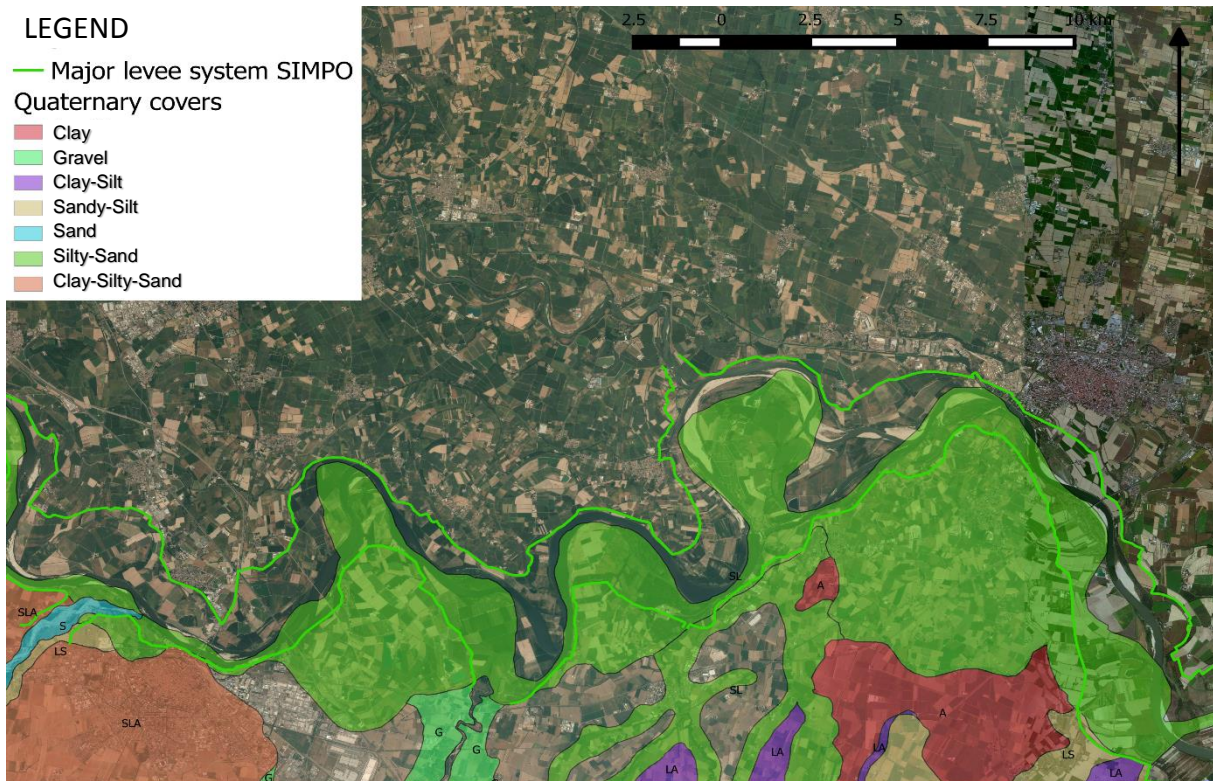 LEGEND
Major levee system SIMPO
Quaternary covers
Clay
Gravel
Clay-Silt
Sandy-Silt
Sand
Silty-Sand
Clay-Silty-Sand
2.5 0 2.5 5 7.5 10 km
SL
A
SLA
S
LS
SL
A
SLA
G
G
LA
LA
LA
LS
LA
G